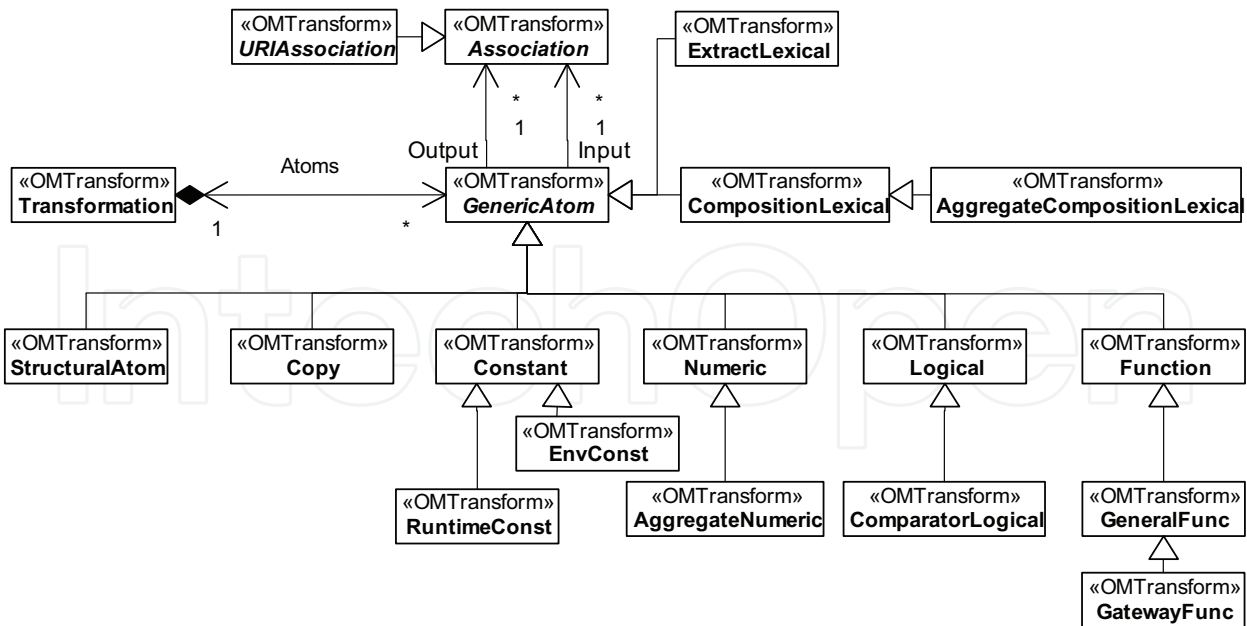 «OMTransform»
URIAssociation
«OMTransform»
Association
«OMTransform»
ExtractLexical
*
*
1
1
Output
Input
Atoms
«OMTransform»
Transformation
1
*
«OMTransform»
GenericAtom
«OMTransform»
CompositionLexical
«OMTransform»
AggregateCompositionLexical
IntechOpen
«OMTransform»
StructuralAtom
«OMTransform»
Copy
«OMTransform»
Constant
«OMTransform»
Numeric
«OMTransform»
Logical
«OMTransform»
Function
«OMTransform»
EnvConst
«OMTransform»
RuntimeConst
«OMTransform»
AggregateNumeric
«OMTransform»
ComparatorLogical
«OMTransform»
GeneralFunc
«OMTransform»
GatewayFunc